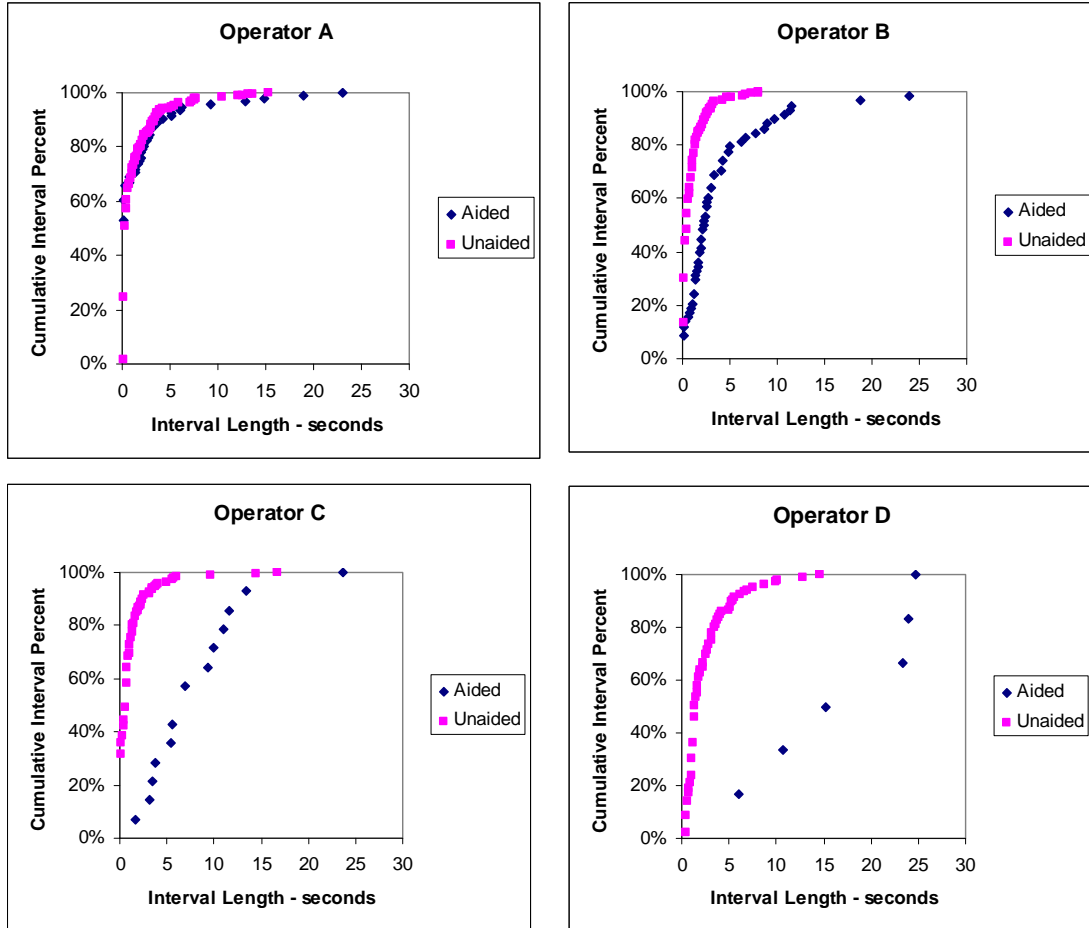 Operator A
Cumulative Interval Percent
100%
80%
60%
40%
20%
0%
0 5 10 15 20 25 30
Interval Length - seconds
Aided
Unaided
Operator B
Cumulative Interval Percent
100%
80%
60%
40%
20%
0%
0 5 10 15 20 25 30
Interval Length - seconds
Aided
Unaided
Operator C
Cumulative Interval Percent
100%
80%
60%
40%
20%
0%
0 5 10 15 20 25 30
Interval Length - seconds
Aided
Unaided
Operator D
Cumulative Interval Percent
100%
80%
60%
40%
20%
0%
0 5 10 15 20 25 30
Interval Length - seconds
Aided
Unaided